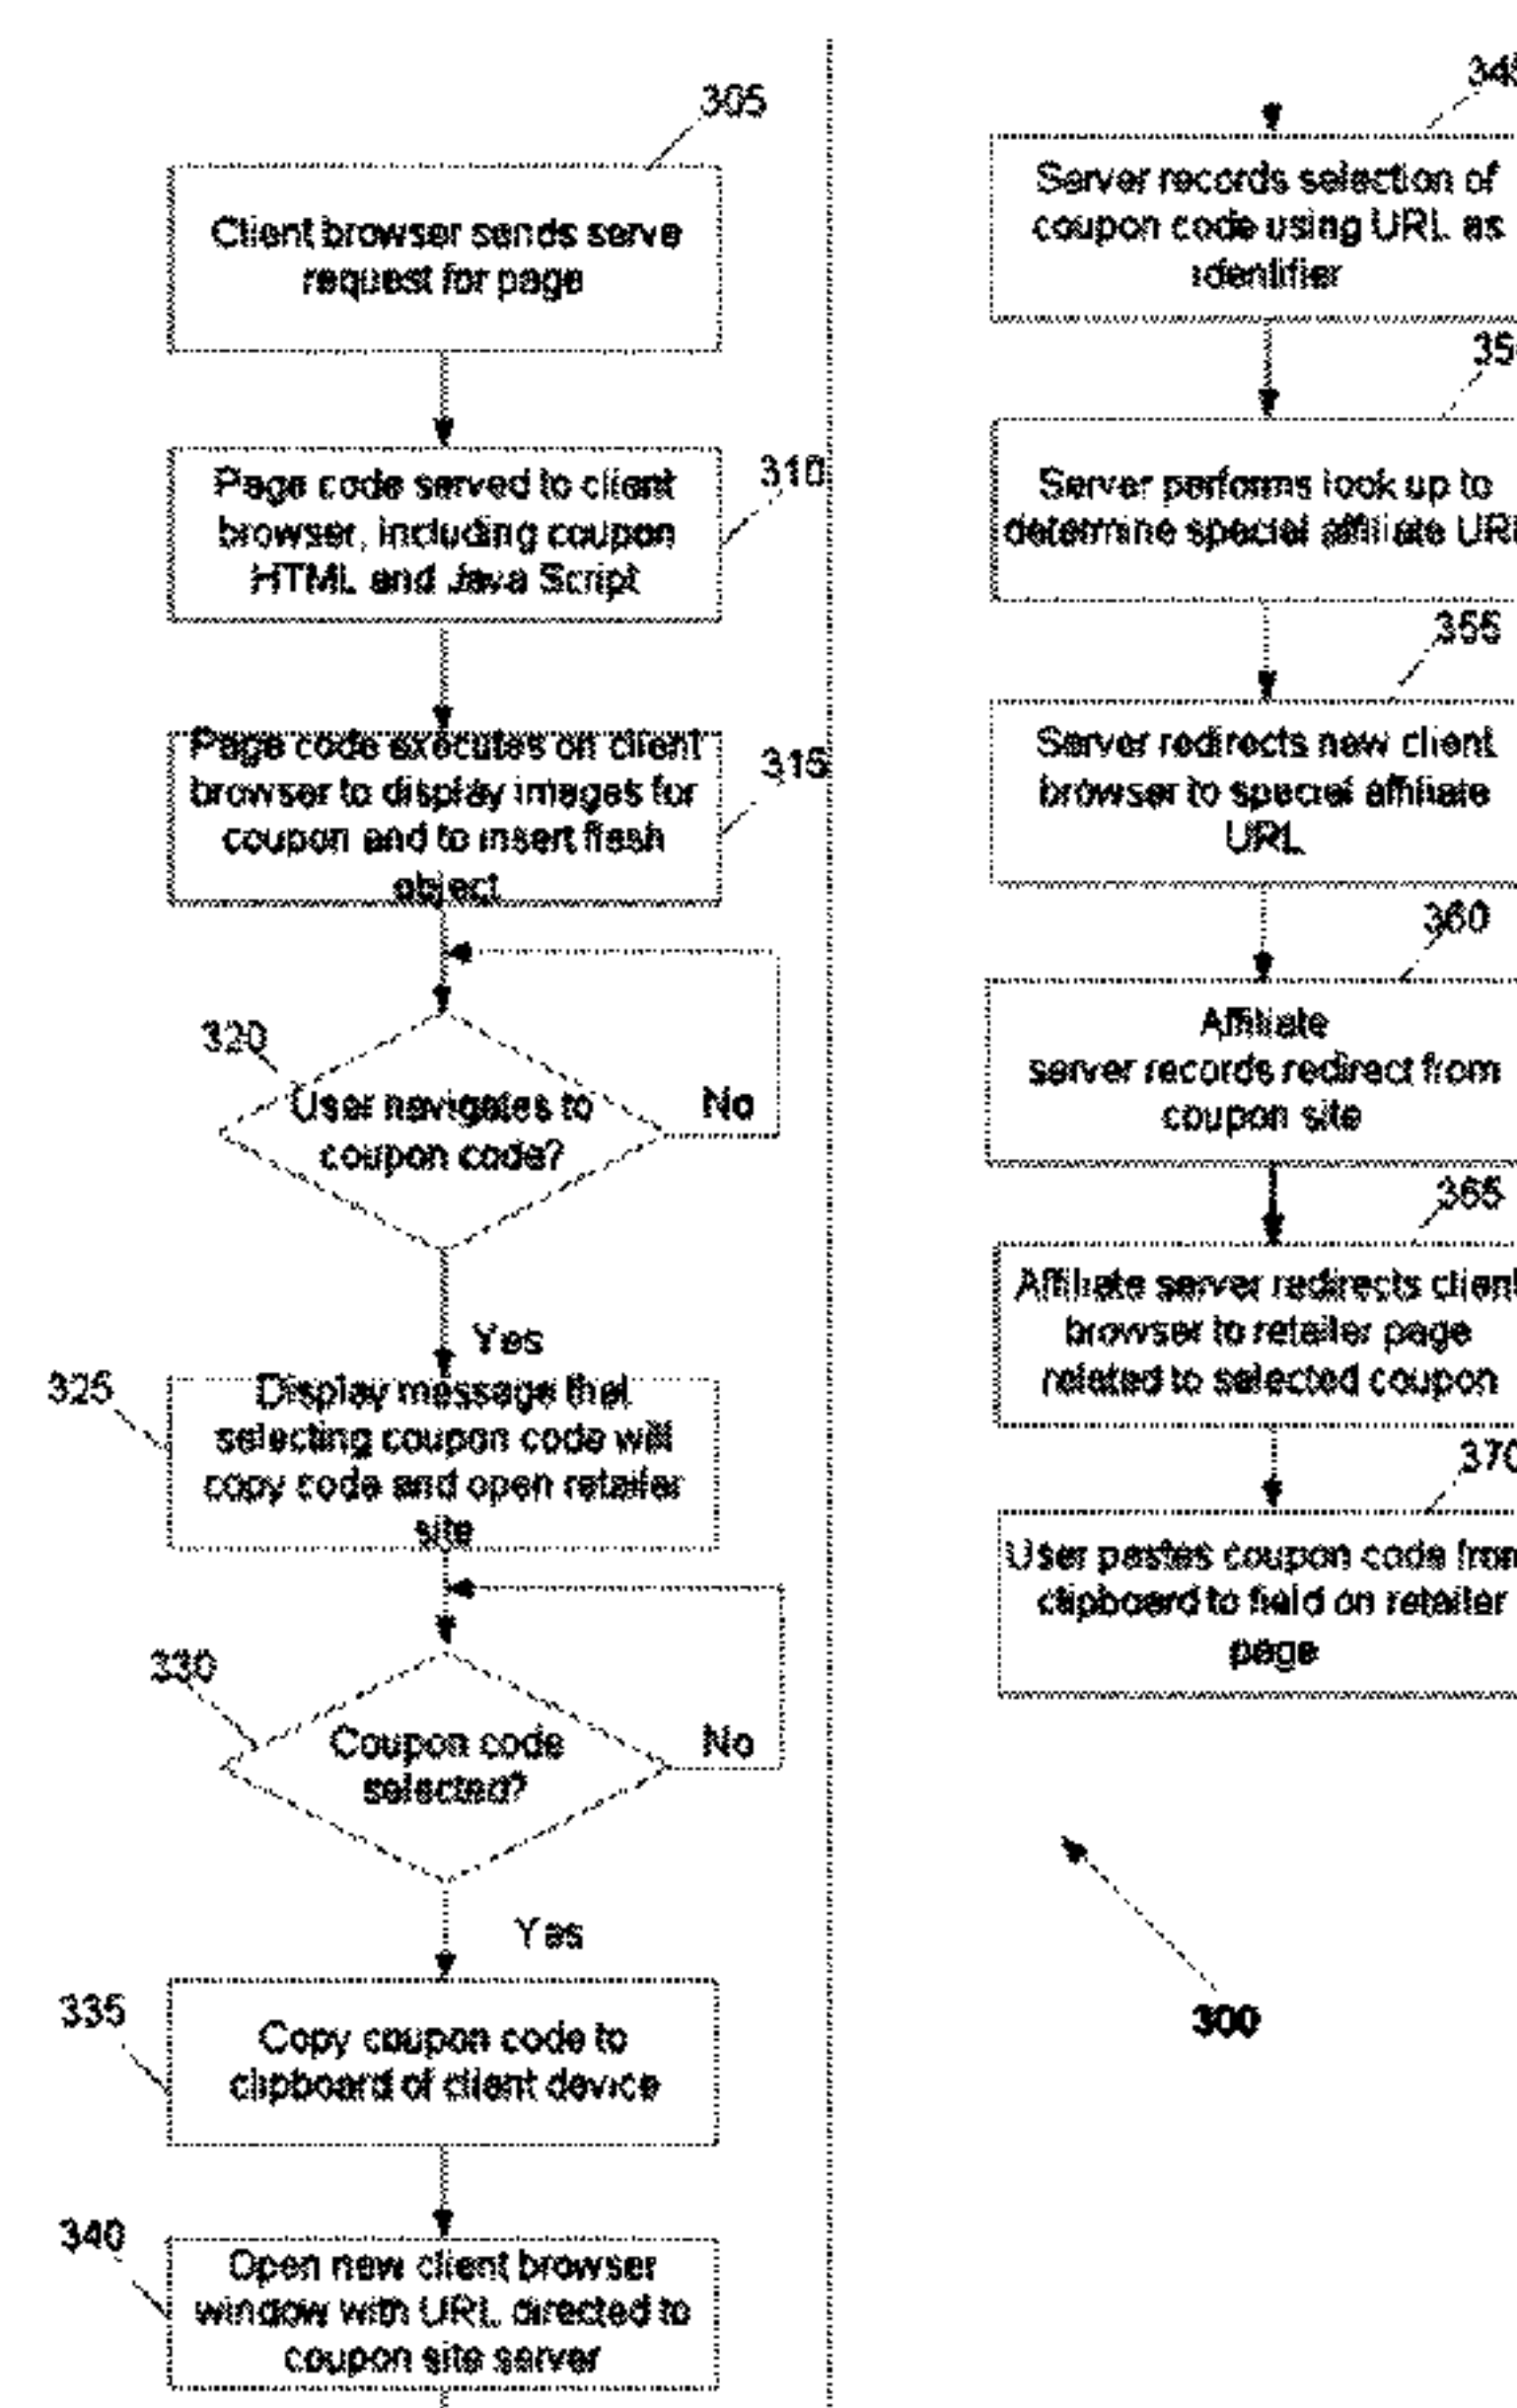 305
Client browser sends serve
request for page
Page code served to client
browser, including coupon
HTML and Java Script
310
Page code executes on client
browser to display images for
coupon and to insert flash
object
315
320
User navigates to
coupon code?
No
Yes
325
Display message that
selecting coupon code will
copy code and open retailer
site
330
Coupon code
selected?
No
Yes
335
Copy coupon code to
clipboard of client device
340
Open new client browser
window with URL directed to
coupon site server
345
Server records selection of
coupon code using URL as
identifier
35
Server performs look up to
determine special affiliate URL
355
Server redirects new client
browser to special affiliate
URL
360
Affiliate
server records redirect from
coupon site
365
Affiliate server redirects client
browser to retailer page
related to selected coupon
370
User pastes coupon code from
clipboard to field on retailer
page
300